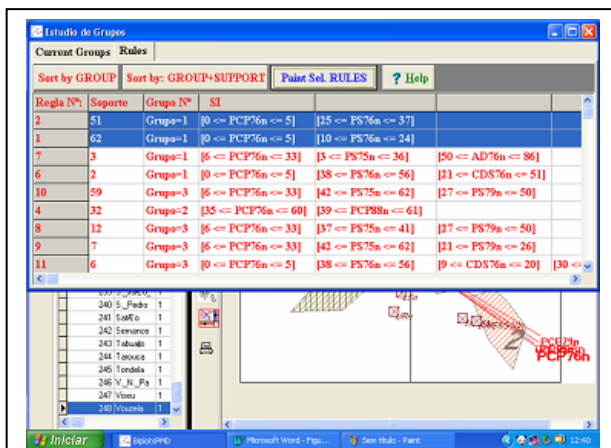 Estudio de Grupos
Current Groups Rules
Sort by GROUP Sort by: GROUP+SUPPORT Paint Sel. RULES ? Help
Regla Nº: Soporte Grupo Nº SI
2 51 Grupo=1 [0 <= PCP76n <= 5] [25 <= PS76n <= 37]
1 62 Grupo=1 [0 <= PCP76n <= 5] [10 <= PS76n <= 24]
7 3 Grupo=1 [6 <= PCP76n <= 33] [3 <= PS75n <= 36] [50 <= AD76n <= 86]
6 2 Grupo=1 [0 <= PCP76n <= 5] [38 <= PS76n <= 56] [21 <= CDS76n <= 51]
10 59 Grupo=3 [6 <= PCP76n <= 33] [42 <= PS75n <= 62] [27 <= PS79n <= 50]
4 32 Grupo=2 [35 <= PCP76n <= 60] [39 <= PCP88n <= 61]
8 12 Grupo=3 [6 <= PCP76n <= 33] [37 <= PS75n <= 41] [27 <= PS79n <= 50]
9 7 Grupo=3 [6 <= PCP76n <= 33] [42 <= PS75n <= 62] [21 <= PS79n <= 26]
11 6 Grupo=3 [0 <= PCP76n <= 5] [38 <= PS76n <= 56] [9 <= CDS76n <= 20] [30 <=
240 S._Pedro 1
241 1
242 Sernance 1
243 Tabuaço 1
244 Tarouca 1
245 Tondela 1
246 V_N._Pa 1
247 Viseu 1
248 Vouzela 1
2
PCP79n
PCP76n
Iniciar BiplotsPMD Microsoft Word - Figu... Sem título - Paint 12:40